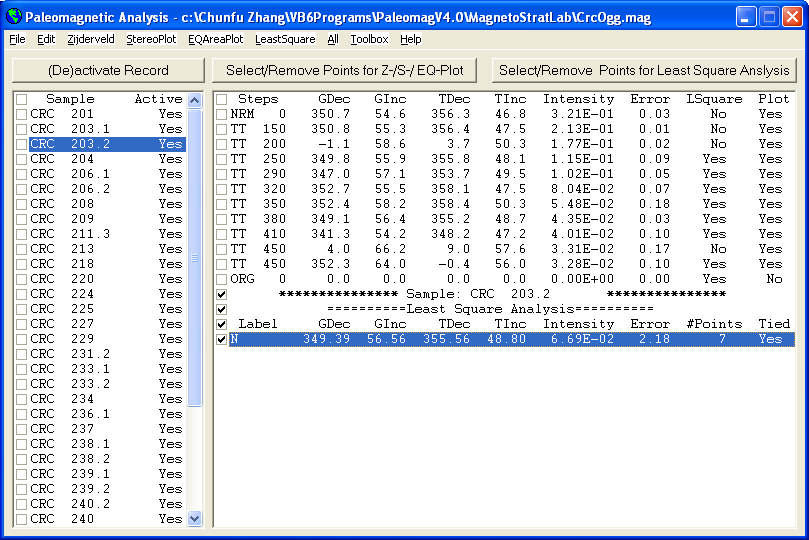 Paleomagnetic Analysis - c:\Chunfu Zhang\VB6Programs\PaleomagV4.0\MagnetoStratLab\CrcOgg.mag
File Edit Zijderveld StereoPlot EQAreaPlot LeastSquare All Toolbox Help
(De)activate Record
Select/Remove Points for Z-/S-/ EQ-Plot
Select/Remove Points for Least Square Analysis
Sample Active
CRC 201 Yes
CRC 203.1 Yes
CRC 203.2 Yes
CRC 204 Yes
CRC 206.1 Yes
CRC 206.2 Yes
CRC 208 Yes
CRC 209 Yes
CRC 211.3 Yes
CRC 213 Yes
CRC 218 Yes
CRC 220 Yes
CRC 224 Yes
CRC 225 Yes
CRC 227 Yes
CRC 229 Yes
CRC 231.2 Yes
CRC 233.1 Yes
CRC 233.2 Yes
CRC 234 Yes
CRC 236.1 Yes
CRC 237 Yes
CRC 238.1 Yes
CRC 238.2 Yes
CRC 239.1 Yes
CRC 239.2 Yes
CRC 240.2 Yes
CRC 240 Yes
Steps GDec GInc TDec TInc Intensity Error LSquare Plot
NRM 0 350.7 54.6 356.3 46.8 3.21E-01 0.03 No Yes
TT 150 350.8 55.3 356.4 47.5 2.13E-01 0.01 No Yes
TT 200 -1.1 58.6 3.7 50.3 1.77E-01 0.02 No Yes
TT 250 349.8 55.9 355.8 48.1 1.15E-01 0.09 Yes Yes
TT 290 347.0 57.1 353.7 49.5 1.02E-01 0.05 Yes Yes
TT 320 352.7 55.5 358.1 47.5 8.04E-02 0.07 Yes Yes
TT 350 352.4 58.2 358.4 50.3 5.48E-02 0.18 Yes Yes
TT 380 349.1 56.4 355.2 48.7 4.35E-02 0.03 Yes Yes
TT 410 341.3 54.2 348.2 47.2 4.01E-02 0.10 Yes Yes
TT 450 4.0 66.2 9.0 57.6 3.31E-02 0.17 No Yes
TT 450 352.3 64.0 -0.4 56.0 3.28E-02 0.10 Yes Yes
ORG 0 0.0 0.0 0.0 0.0 0.00E+00 0.00 Yes No
*************** Sample: CRC 203.2 ***************
==========Least Square Analysis==========
Label GDec GInc TDec TInc Intensity Error #Points Tied
N 349.39 56.56 355.56 48.80 6.69E-02 2.18 7 Yes